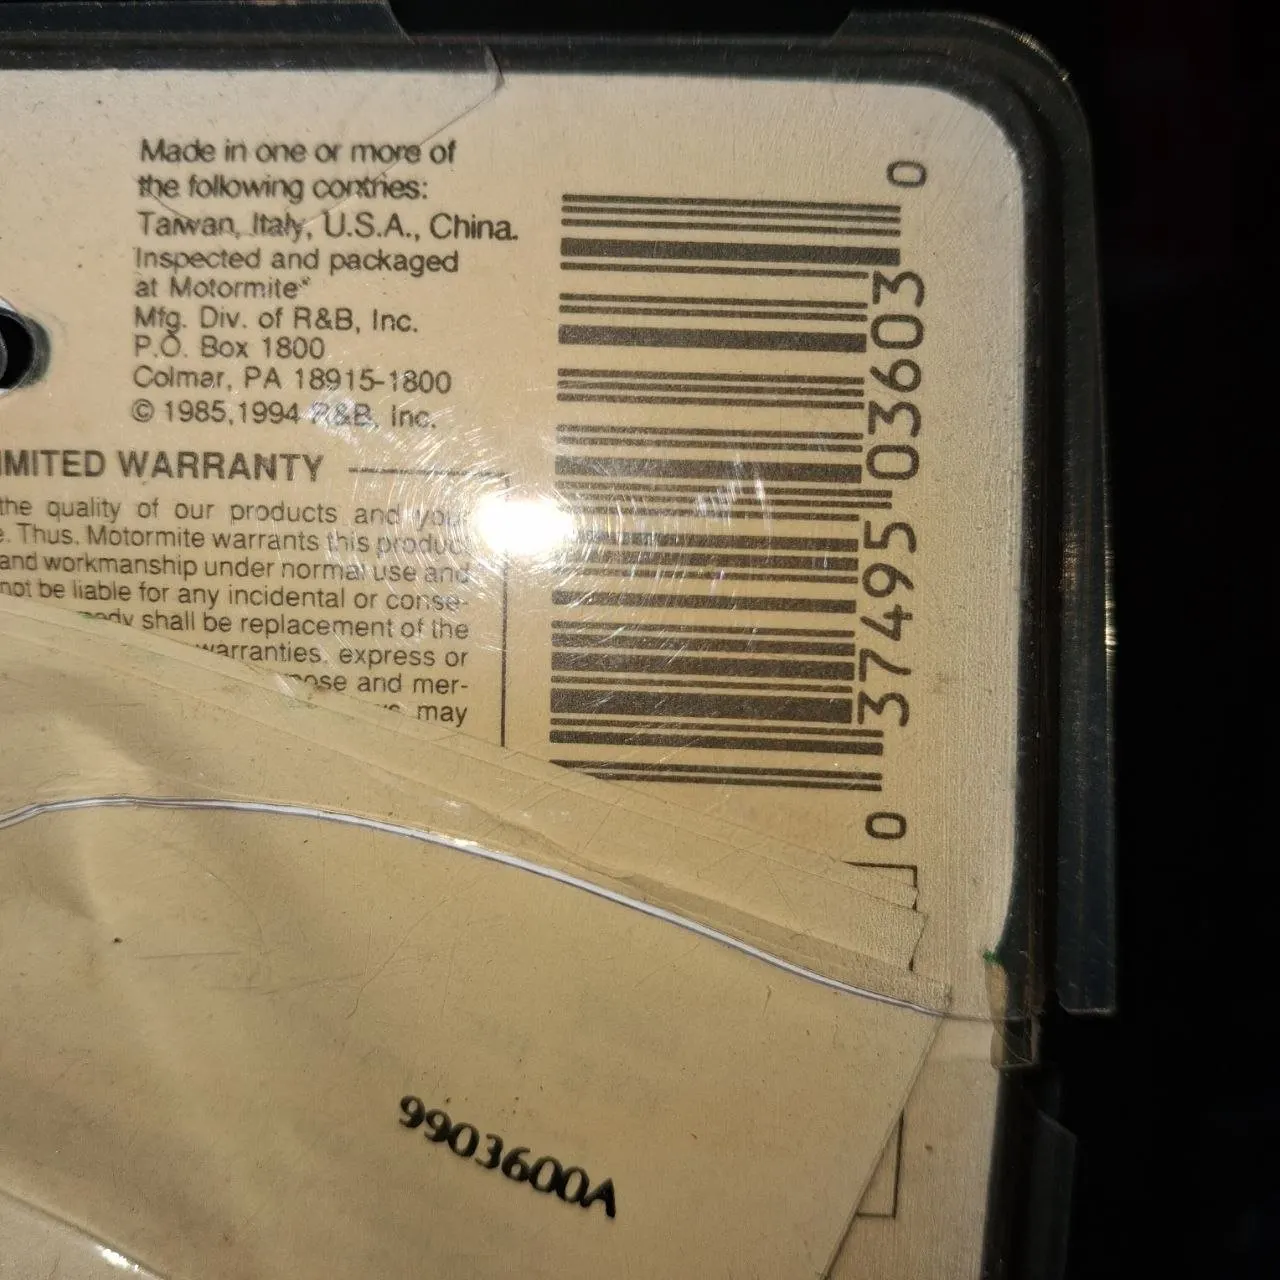 Made in one or more of
the following contries:
Taiwan, Italy, U.S.A., China.
Inspected and packaged
at Motormite®
Mfg. Div. of R&B, Inc.
P.O. Box 1800
Colmar, PA 18915-1800
© 1985,1994 R&B, Inc.
IMITED WARRANTY
the quality of our products and you
e. Thus, Motormite warrants this product
and workmanship under normal use and
not be liable for any incidental or conse-
shall be replacement of the
warranties, express or
and mer-
may
0 37495 03603 0
9903600A